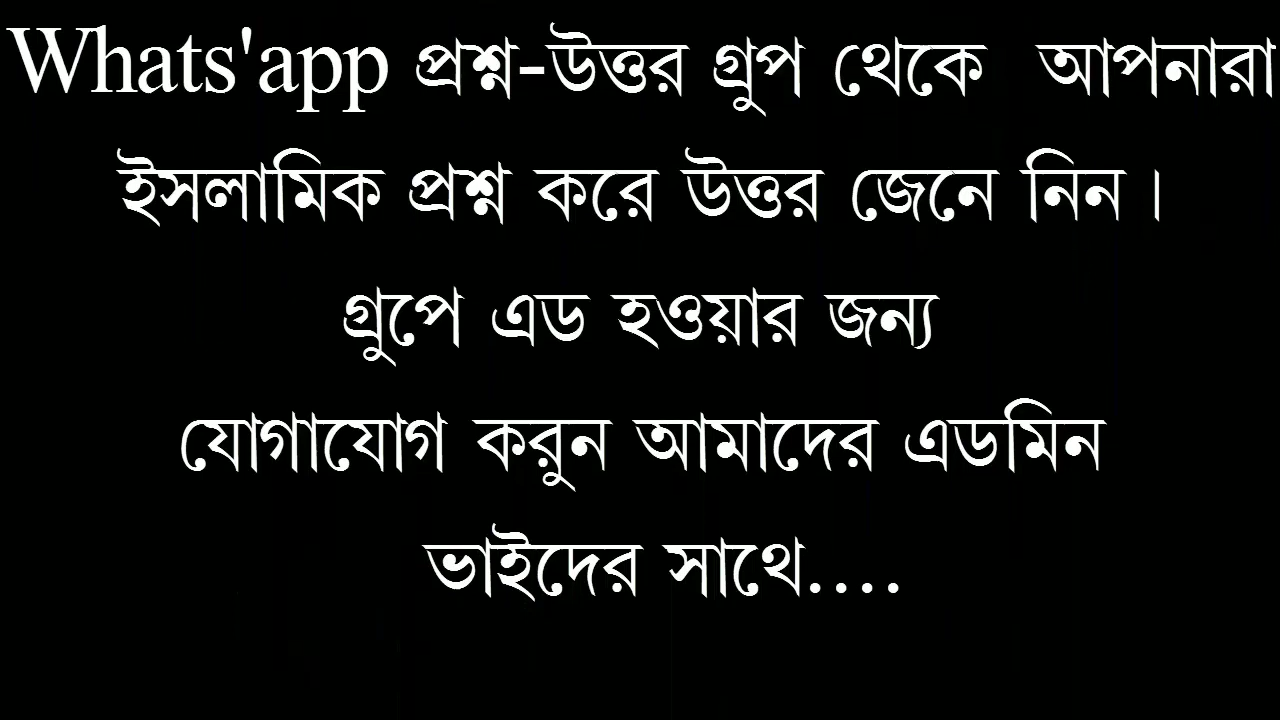 Whats'app প্রশ্ন-উত্তর গ্রুপ থেকে আপনারা
ইসলামিক প্রশ্ন করে উত্তর জেনে নিন।
গ্রুপে এড হওয়ার জন্য
যোগাযোগ করুন আমাদের এডমিন
ভাইদের সাথে....